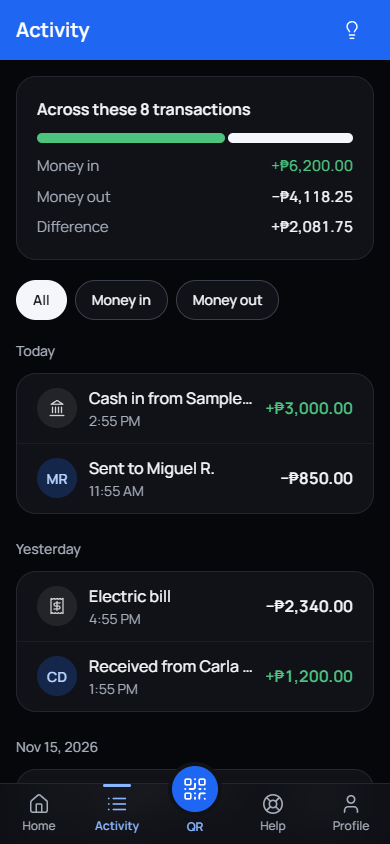 Activity
Across these 8 transactions
Money in +₱6,200.00
Money out −₱4,118.25
Difference +₱2,081.75
All Money in Money out
Today
Cash in from Sample… +₱3,000.00
2:55 PM
MR Sent to Miguel R. −₱850.00
11:55 AM
Yesterday
Electric bill −₱2,340.00
4:55 PM
CD Received from Carla … +₱1,200.00
1:55 PM
Nov 15, 2026
Home Activity QR Help Profile